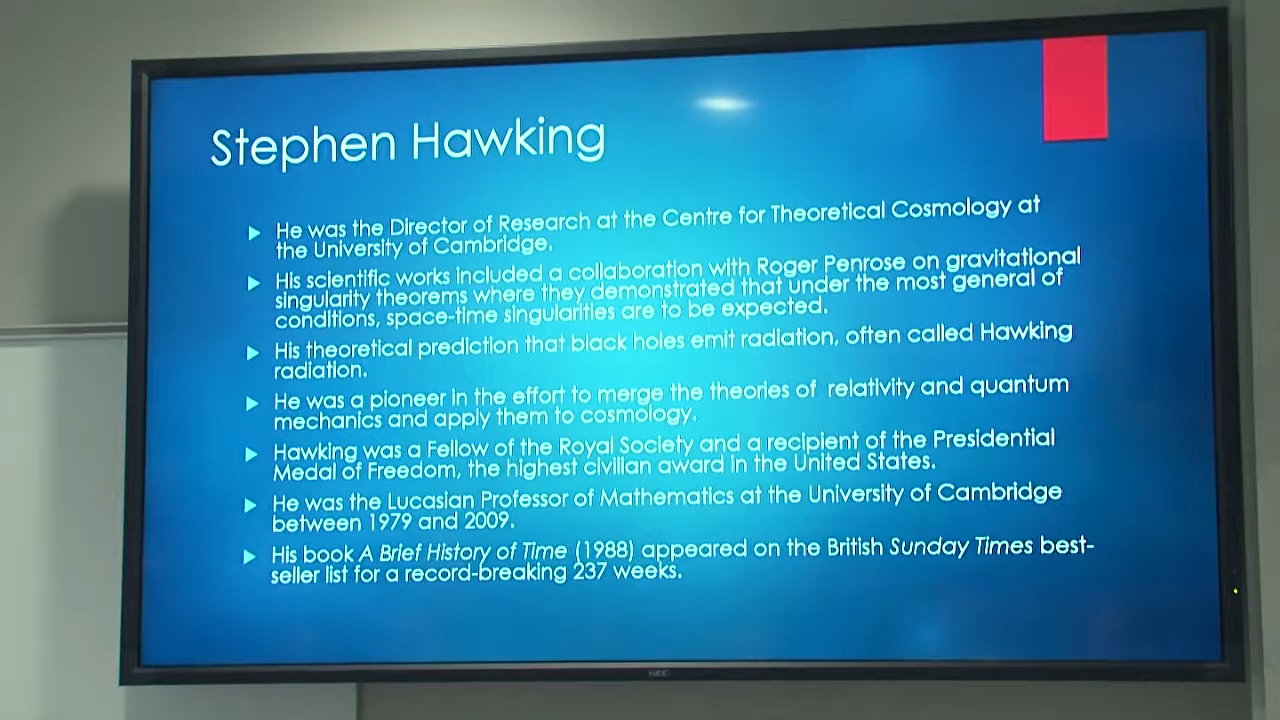 Stephen Hawking
He was the Director of Research at the Centre for Theoretical Cosmology at
the University of Cambridge.
His scientific works included a collaboration with Roger Penrose on gravitational
singularity theorems where they demonstrated that under the most general of
conditions, space-time singularities are to be expected.
His theoretical prediction that black holes emit radiation, often called Hawking
radiation.
He was a pioneer in the effort to merge the theories of  relativity and quantum
mechanics and apply them to cosmology.
Hawking was a Fellow of the Royal Society and a recipient of the Presidential
Medal of Freedom, the highest civilian award in the United States.
He was the Lucasian Professor of Mathematics at the University of Cambridge
between 1979 and 2009.
His book A Brief History of Time (1988) appeared on the British Sunday Times best-
seller list for a record-breaking 237 weeks.
NEC